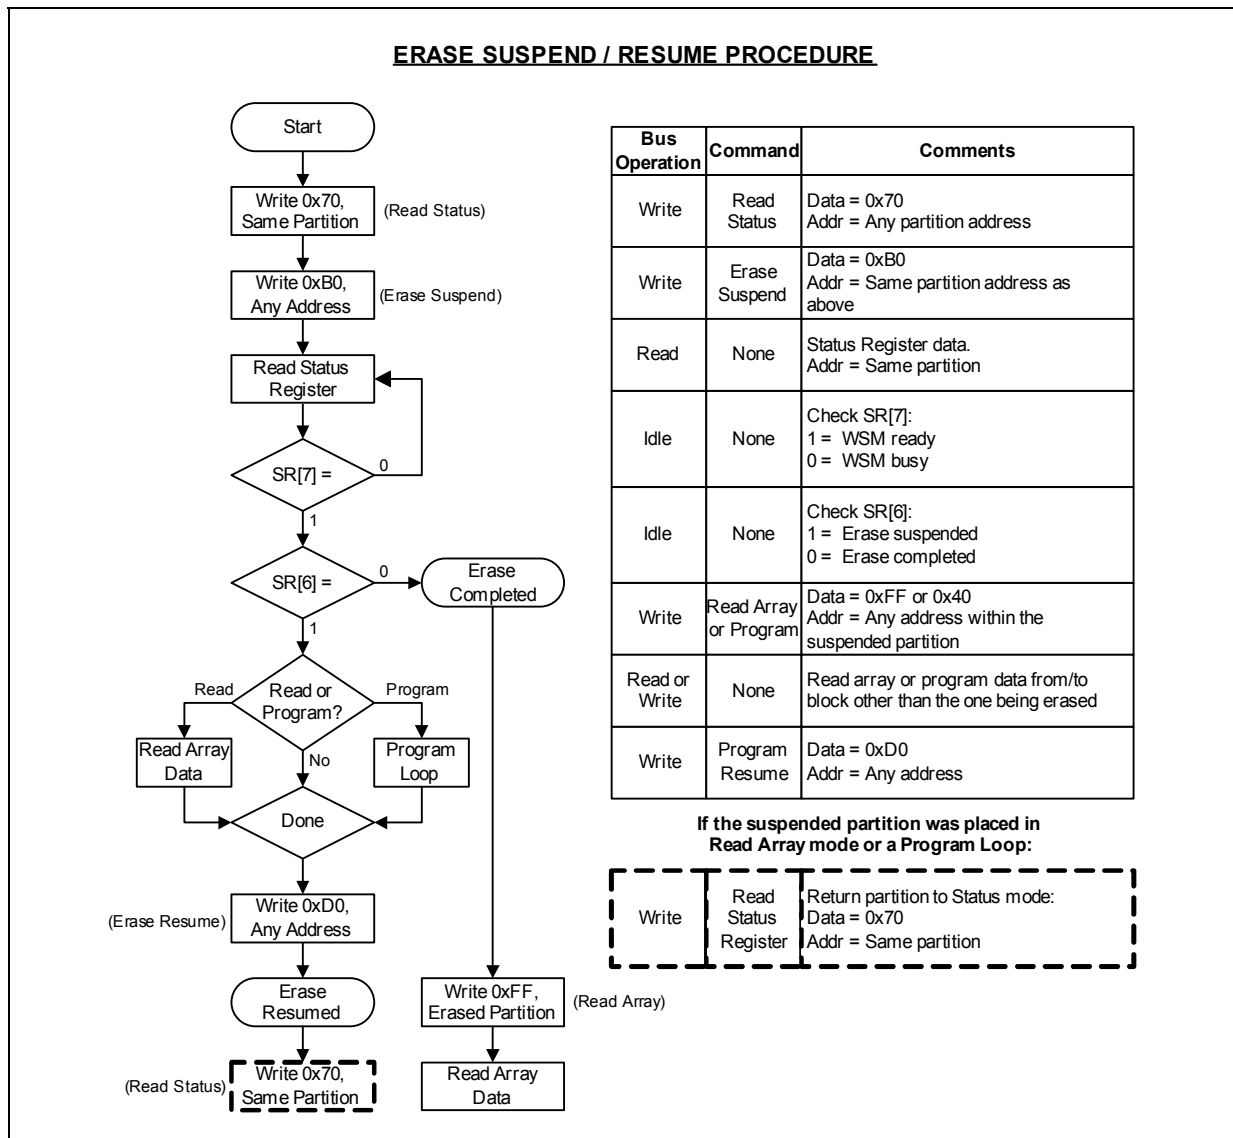 ERASE SUSPEND / RESUME PROCEDURE
Start
Write 0x70,
Same Partition
(Read Status)
Write 0xB0,
Any Address
(Erase Suspend)
Read Status
Register
SR[7] =
0
1
SR[6] =
0
Erase
Completed
1
Read
Read or
Program?
Program
Read Array
Data
No
Program
Loop
Done
(Erase Resume)
Write 0xD0,
Any Address
Erase
Resumed
Write 0xFF,
Erased Partition
(Read Array)
(Read Status)
Write 0x70,
Same Partition
Read Array
Data
Bus
Operation
Command
Comments
Write
Read
Status
Data = 0x70
Addr = Any partition address
Write
Erase
Suspend
Data = 0xB0
Addr = Same partition address as
above
Read
None
Status Register data.
Addr = Same partition
Idle
None
Check SR[7]:
1 = WSM ready
0 = WSM busy
Idle
None
Check SR[6]:
1 = Erase suspended
0 = Erase completed
Write
Read Array
or Program
Data = 0xFF or 0x40
Addr = Any address within the
suspended partition
Read or
Write
None
Read array or program data from/to
block other than the one being erased
Write
Program
Resume
Data = 0xD0
Addr = Any address
If the suspended partition was placed in
Read Array mode or a Program Loop:
Write
Read
Status
Register
Return partition to Status mode:
Data = 0x70
Addr = Same partition